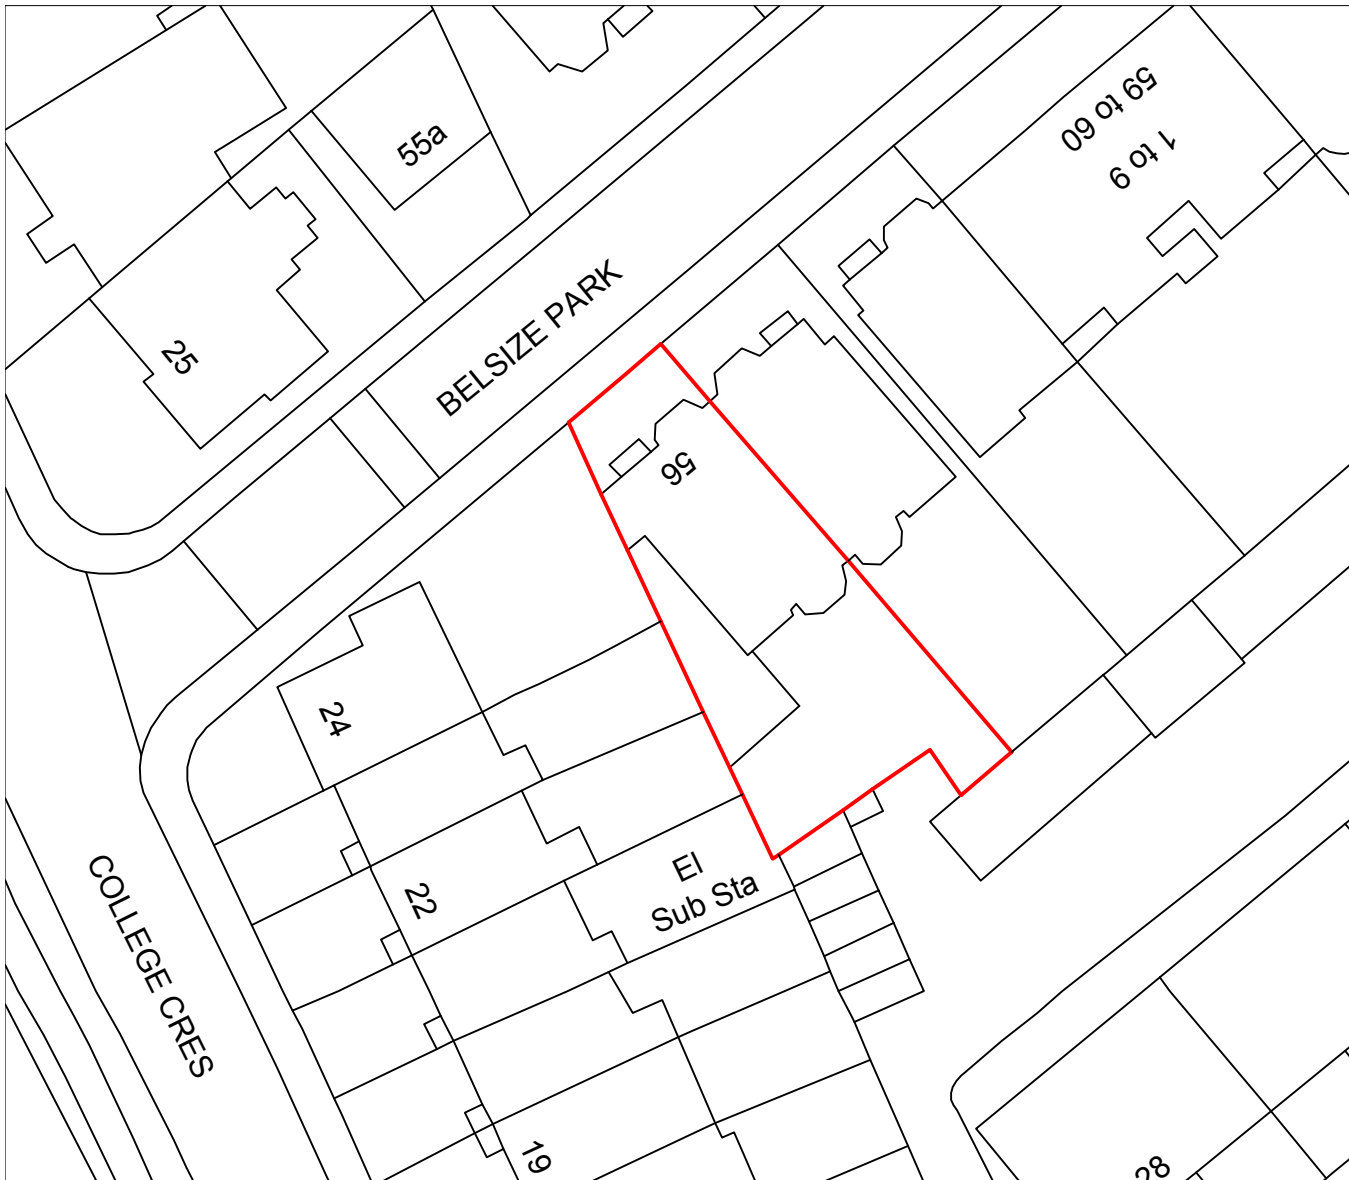 59 to 60
1 to 9
55a
25
BELSIZE PARK
56
24
22
El
Sub Sta
COLLEGE CRES
19
28